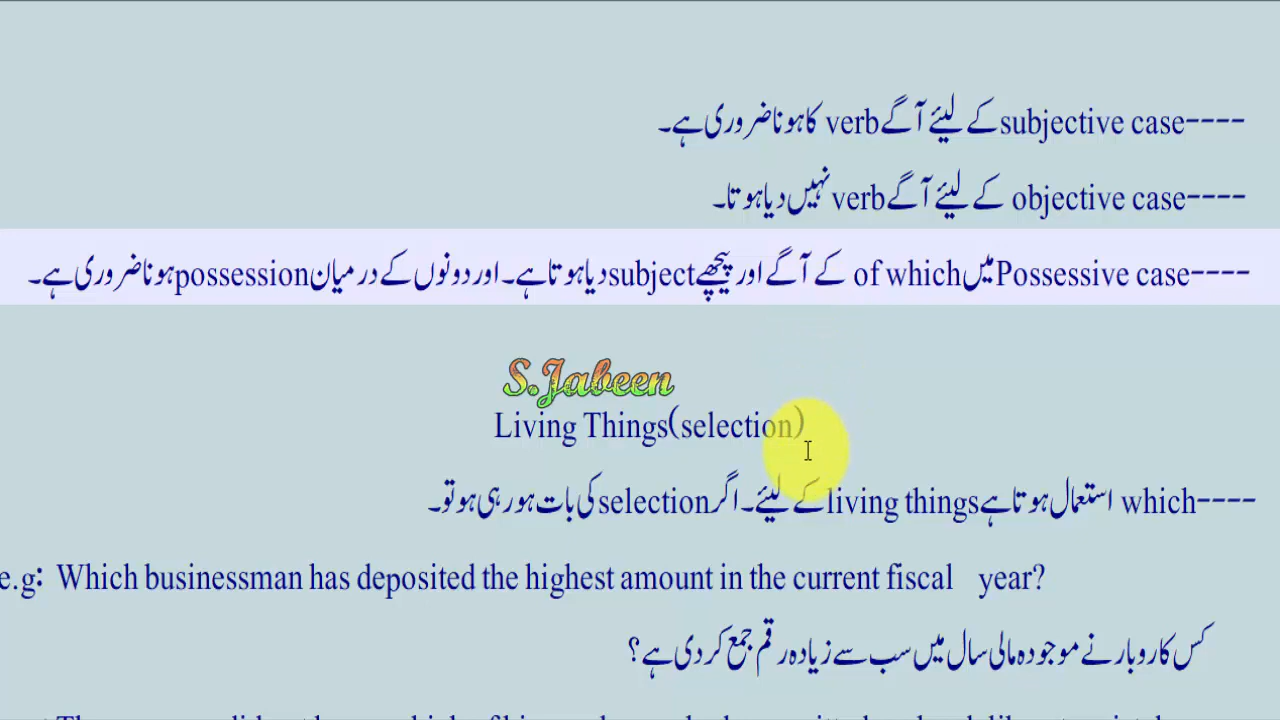 ----subjective case کے لیئے آگے verb کا ہونا ضروری ہے۔
----objective case کے لیئے آگے verb نہیں دیا ہوتا۔
----Possessive case میں of which کے آگے اور پیچھے subject دیا ہوتا ہے۔ اور دونوں کے درمیان possession ہونا ضروری ہے۔
S.Jabeen
Living Things(selection)
----which استعمال ہوتا ہے living things کے لیئے۔ اگر selection کی بات ہو رہی ہو تو۔
e.g: Which businessman has deposited the highest amount in the current fiscal year?
کس کاروبار نے موجودہ مالی سال میں سب سے زیادہ رقم جمع کر دی ہے؟